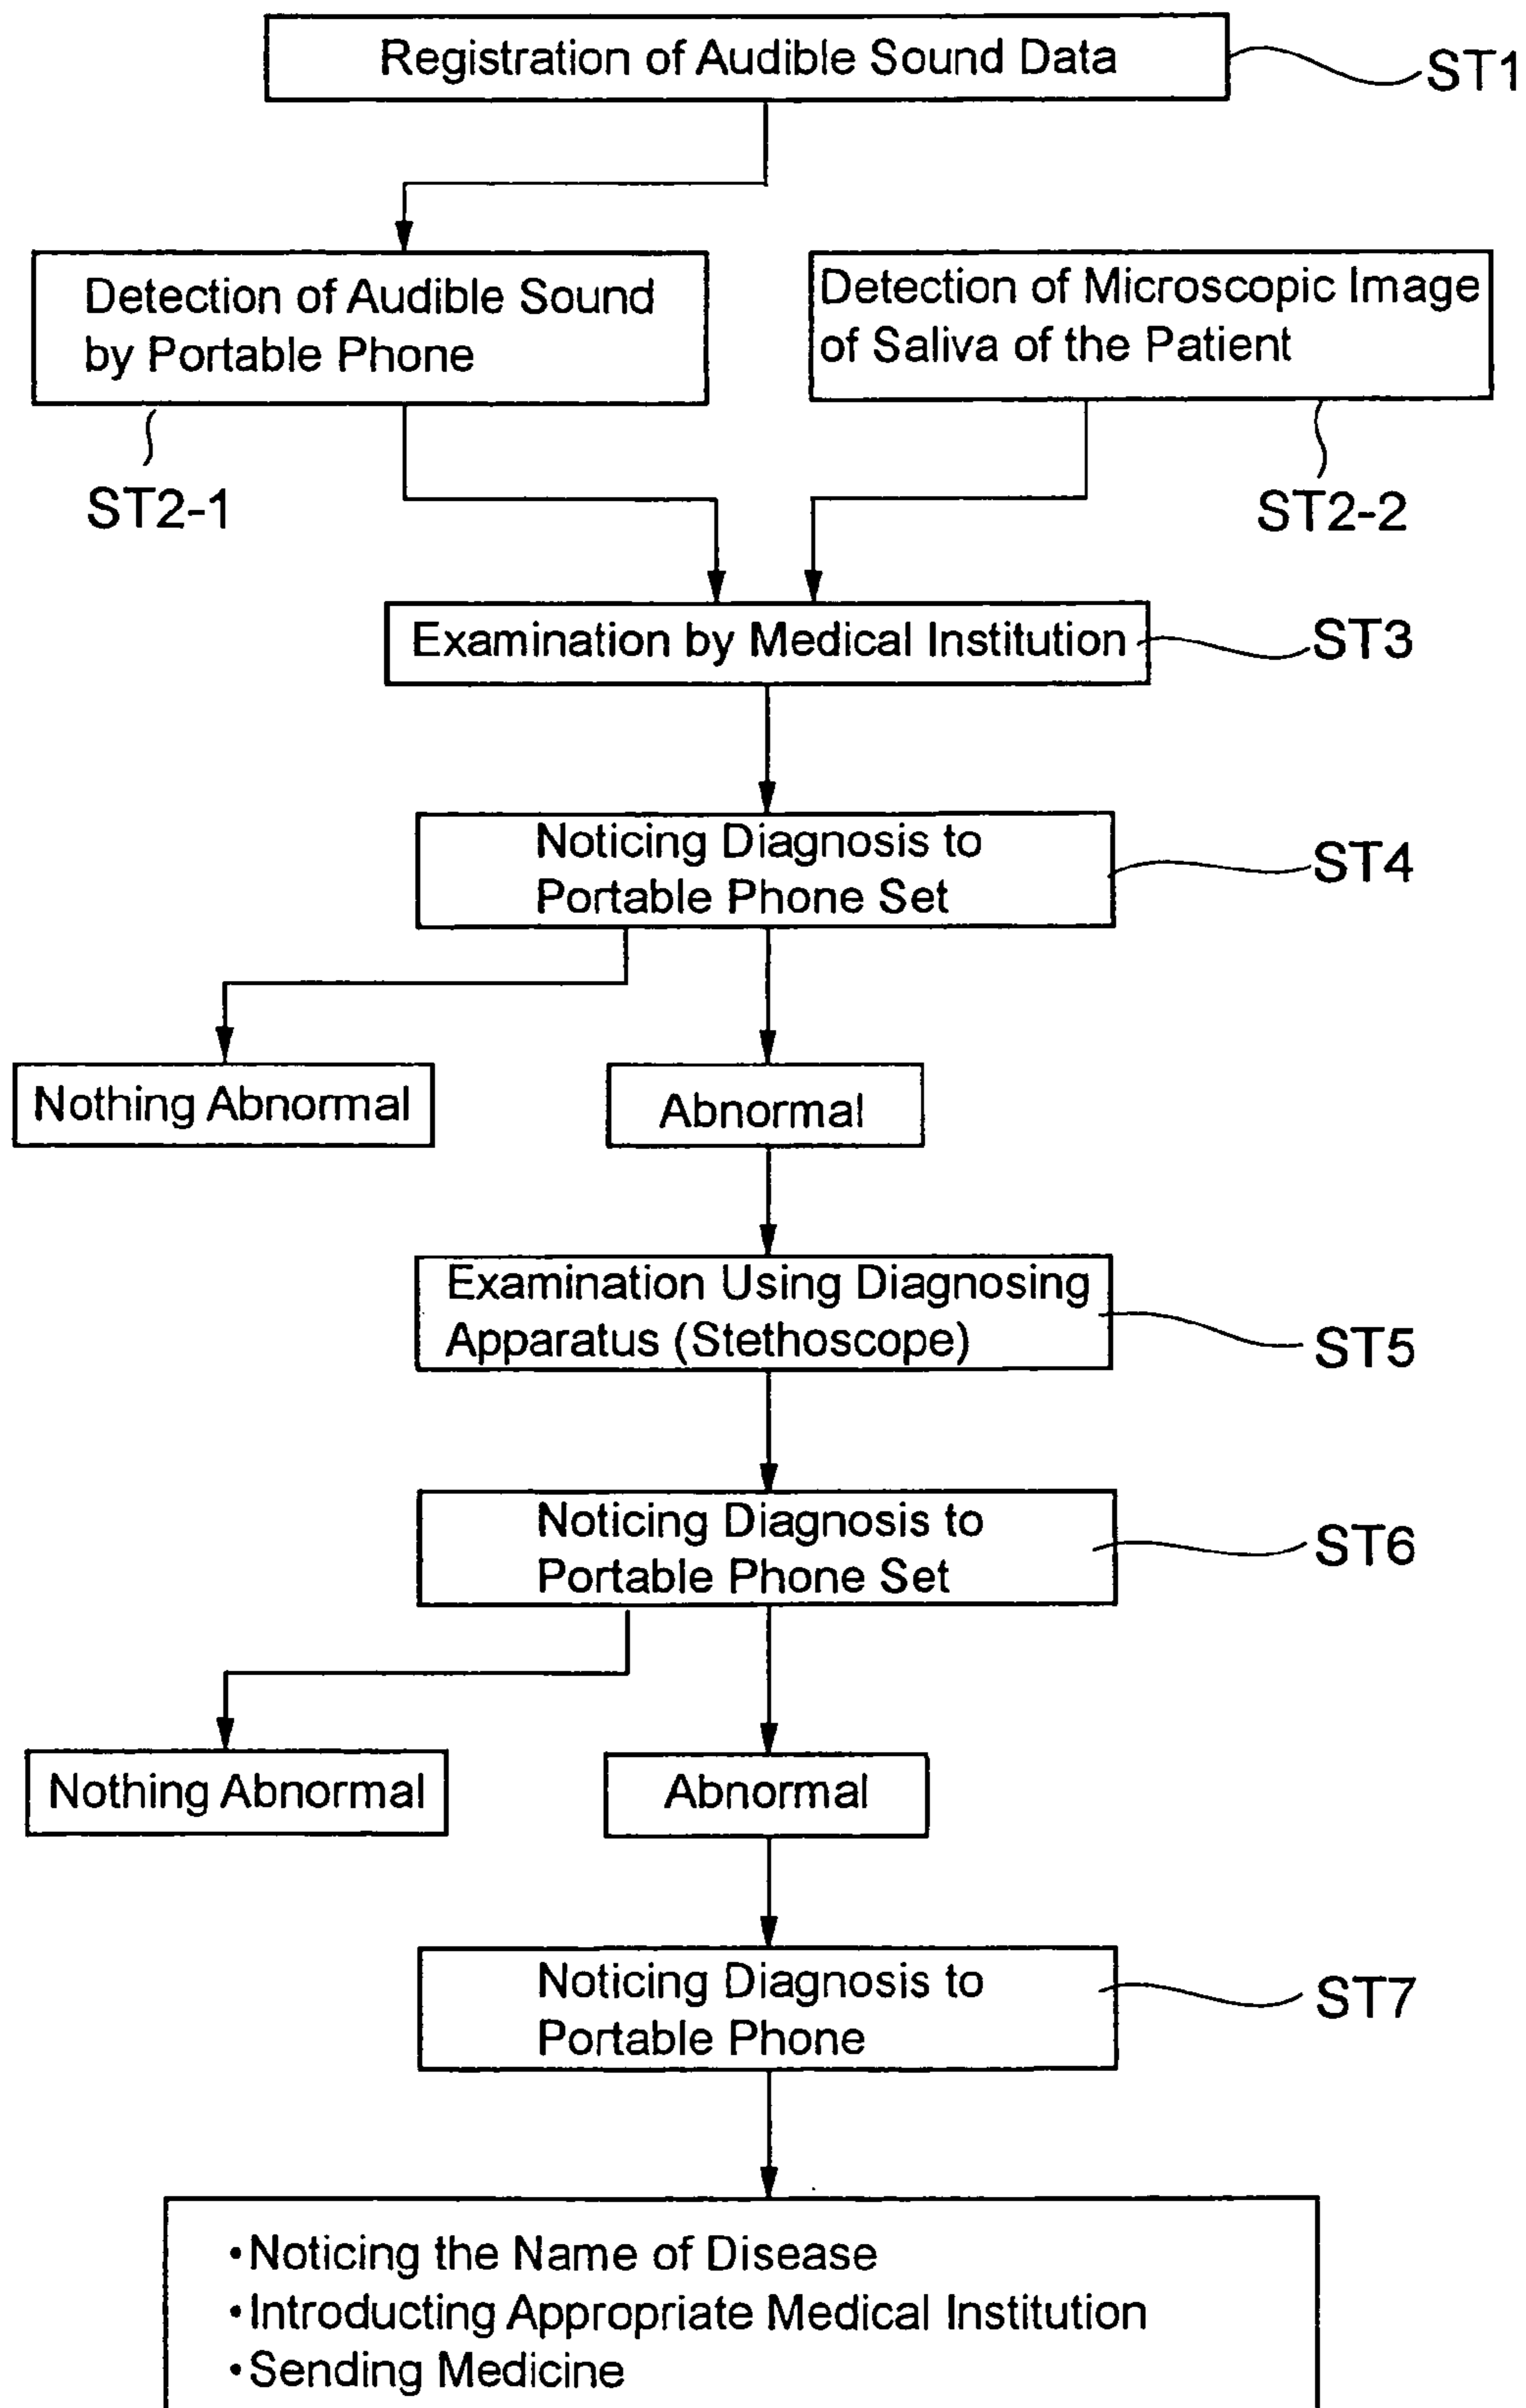 Registration of Audible Sound Data
ST1
Detection of Audible Sound
by Portable Phone
Detection of Microscopic Image
of Saliva of the Patient
ST2-1
ST2-2
Examination by Medical Institution
ST3
Noticing Diagnosis to
Portable Phone Set
ST4
Nothing Abnormal
Abnormal
Examination Using Diagnosing
Apparatus (Stethoscope)
ST5
Noticing Diagnosis to
Portable Phone Set
ST6
Nothing Abnormal
Abnormal
Noticing Diagnosis to
Portable Phone
ST7
•Noticing the Name of Disease
•Introducting Appropriate Medical Institution
•Sending Medicine